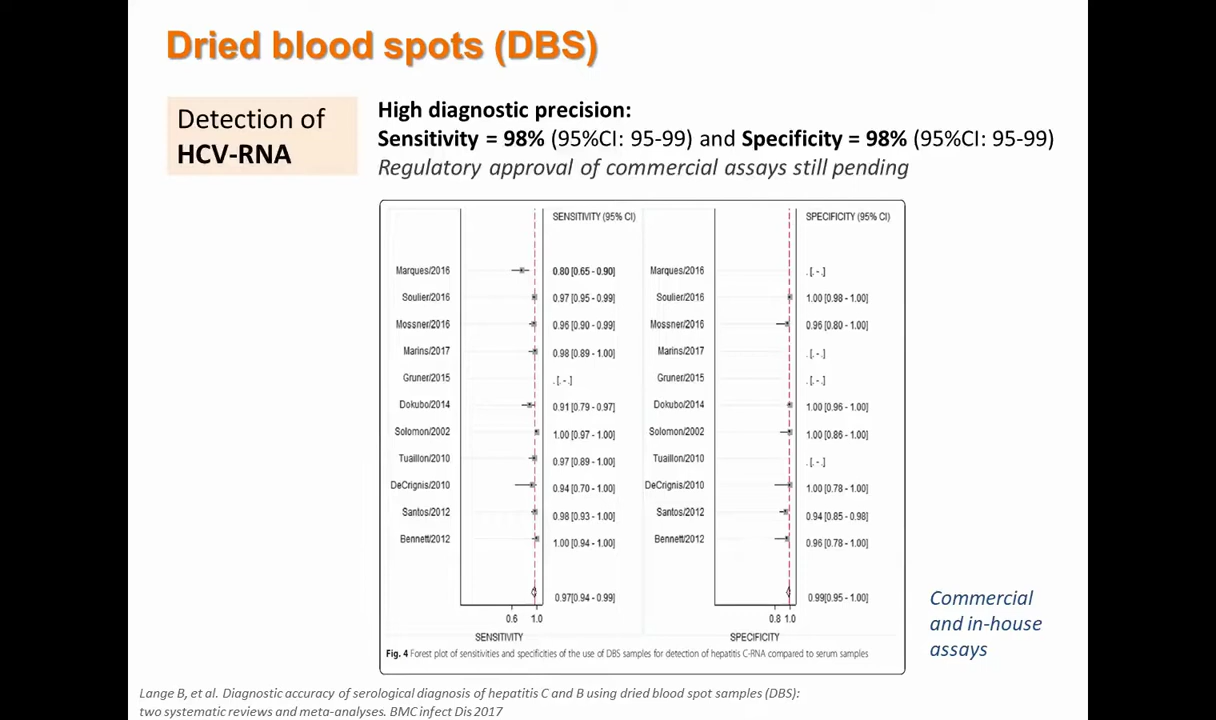 Dried blood spots (DBS)
Detection of
HCV-RNA
High diagnostic precision:
Sensitivity = 98% (95%CI: 95-99) and Specificity = 98% (95%CI: 95-99)
Regulatory approval of commercial assays still pending
SENSITIVITY (95% CI)
Marques/2016 0.80 [0.65 - 0.90]
Soulier/2016 0.97 [0.95 - 0.99]
Mossner/2016 0.96 [0.90 - 0.99]
Marins/2017 0.98 [0.89 - 1.00]
Gruner/2015 . [. - .]
Dokubo/2014 0.91 [0.79 - 0.97]
Solomon/2002 1.00 [0.97 - 1.00]
Tuaillon/2010 0.97 [0.89 - 1.00]
DeCrignis/2010 0.94 [0.70 - 1.00]
Santos/2012 0.98 [0.93 - 1.00]
Bennett/2012 1.00 [0.94 - 1.00]
0.97[0.94 - 0.99]
0.6 1.0
SENSITIVITY
SPECIFICITY (95% CI)
Marques/2016 . [. - .]
Soulier/2016 1.00 [0.98 - 1.00]
Mossner/2016 0.96 [0.80 - 1.00]
Marins/2017 . [. - .]
Gruner/2015 . [. - .]
Dokubo/2014 1.00 [0.96 - 1.00]
Solomon/2002 1.00 [0.86 - 1.00]
Tuaillon/2010 . [. - .]
DeCrignis/2010 1.00 [0.78 - 1.00]
Santos/2012 0.94 [0.85 - 0.98]
Bennett/2012 0.96 [0.78 - 1.00]
0.99[0.95 - 1.00]
0.8 1.0
SPECIFICITY
Fig. 4 Forest plot of sensitivities and specificities of the use of DBS samples for detection of hepatitis C-RNA compared to serum samples
Commercial
and in-house
assays
Lange B, et al. Diagnostic accuracy of serological diagnosis of hepatitis C and B using dried blood spot samples (DBS):
two systematic reviews and meta-analyses. BMC infect Dis 2017